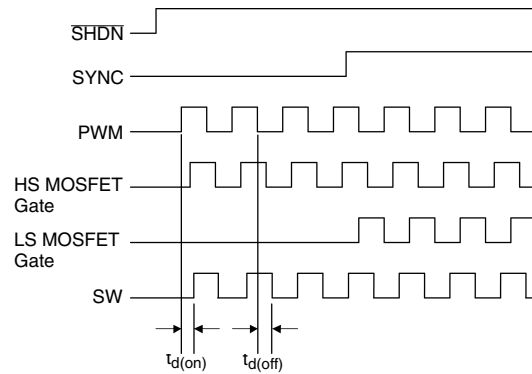 SHDN
SYNC
PWM
HS MOSFET
Gate
LS MOSFET
Gate
SW
td(on) td(off)